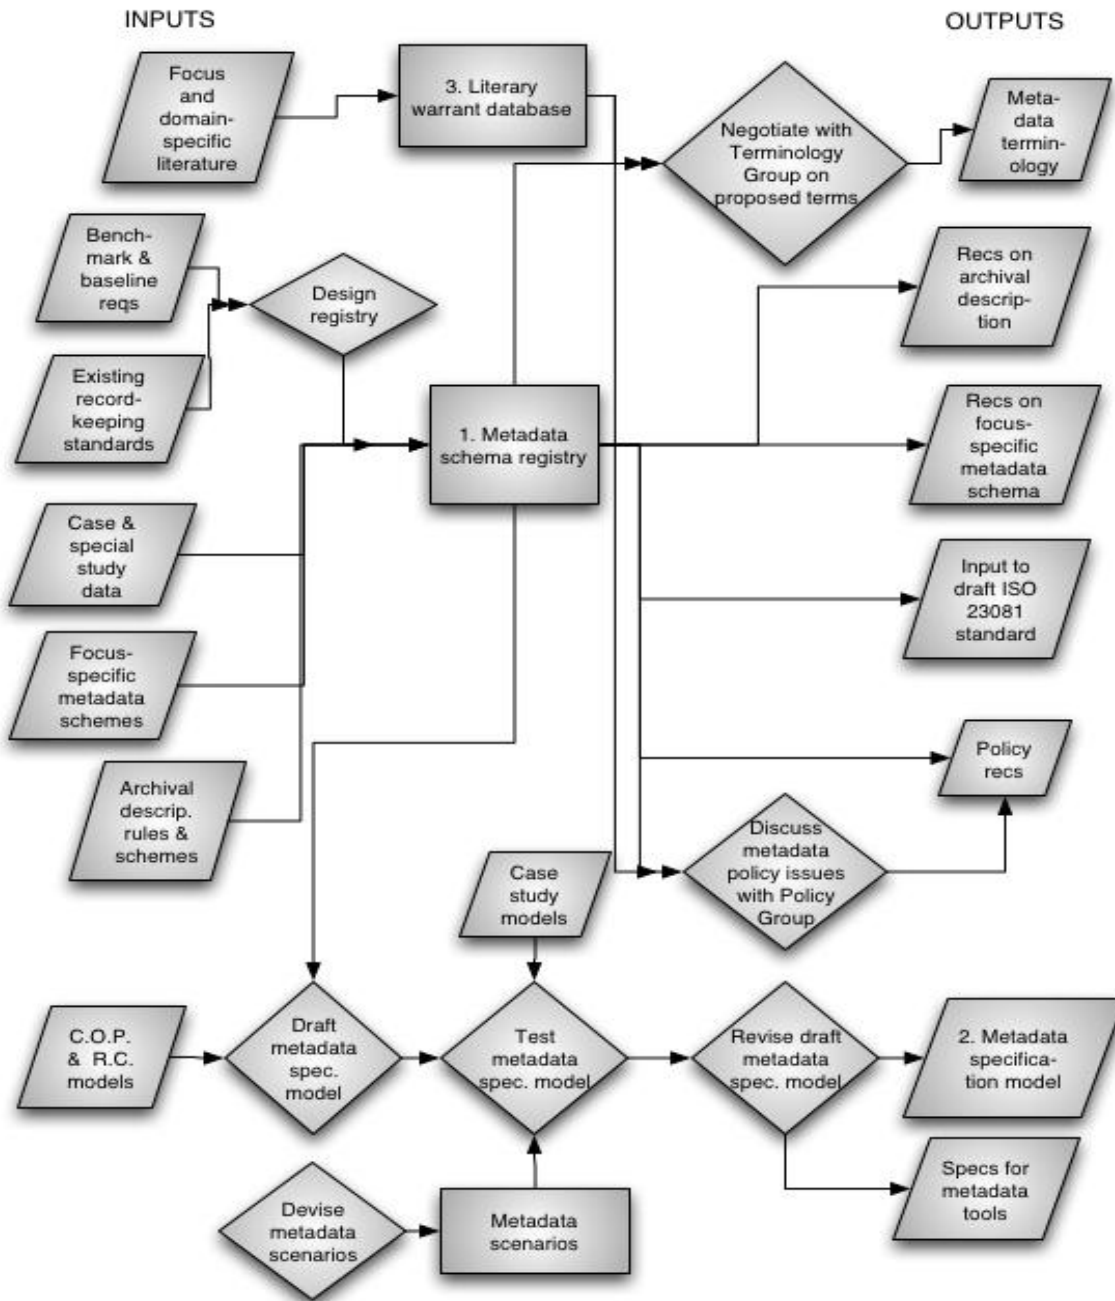 INPUTS
OUTPUTS
Focus
and
domain-
specific
literature
3. Literary
warrant database
Negotiate with
Terminology
Group on
proposed terms
Meta-
data
termin-
ology
Bench-
mark &
baseline
reqs
Design
registry
Recs on
archival
descrip-
tion
Existing
record-
keeping
standards
1. Metadata
schema registry
Recs on
focus-
specific
metadata
schema
Case &
special
study
data
Input to
draft ISO
23081
standard
Focus-
specific
metadata
schemes
Policy
recs
Archival
descrip.
rules &
schemes
Discuss
metadata
policy issues
with Policy
Group
Case
study
models
C.O.P.
& R.C.
models
Draft
metadata
spec.
model
Test
metadata
spec. model
Revise draft
metadata
spec. model
2. Metadata
specifica-
tion model
Specs for
metadata
tools
Devise
metadata
scenarios
Metadata
scenarios